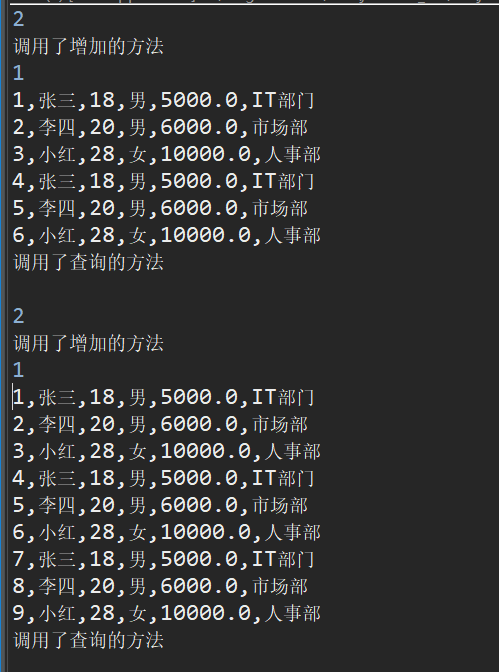 2
调用了增加的方法
1
1,张三,18,男,5000.0,IT部门
2,李四,20,男,6000.0,市场部
3,小红,28,女,10000.0,人事部
4,张三,18,男,5000.0,IT部门
5,李四,20,男,6000.0,市场部
6,小红,28,女,10000.0,人事部
调用了查询的方法
2
调用了增加的方法
1
1,张三,18,男,5000.0,IT部门
2,李四,20,男,6000.0,市场部
3,小红,28,女,10000.0,人事部
4,张三,18,男,5000.0,IT部门
5,李四,20,男,6000.0,市场部
6,小红,28,女,10000.0,人事部
7,张三,18,男,5000.0,IT部门
8,李四,20,男,6000.0,市场部
9,小红,28,女,10000.0,人事部
调用了查询的方法